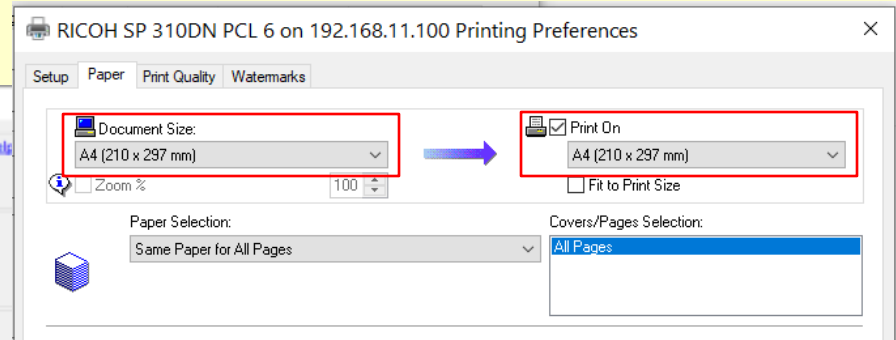 RICOH SP 310DN PCL 6 on 192.168.11.100 Printing Preferences
Setup Paper Print Quality Watermarks
Document Size:
Print On
A4 (210 x 297 mm)
A4 (210 x 297 mm)
Zoom %
100
Fit to Print Size
Paper Selection:
Covers/Pages Selection:
Same Paper for All Pages
All Pages